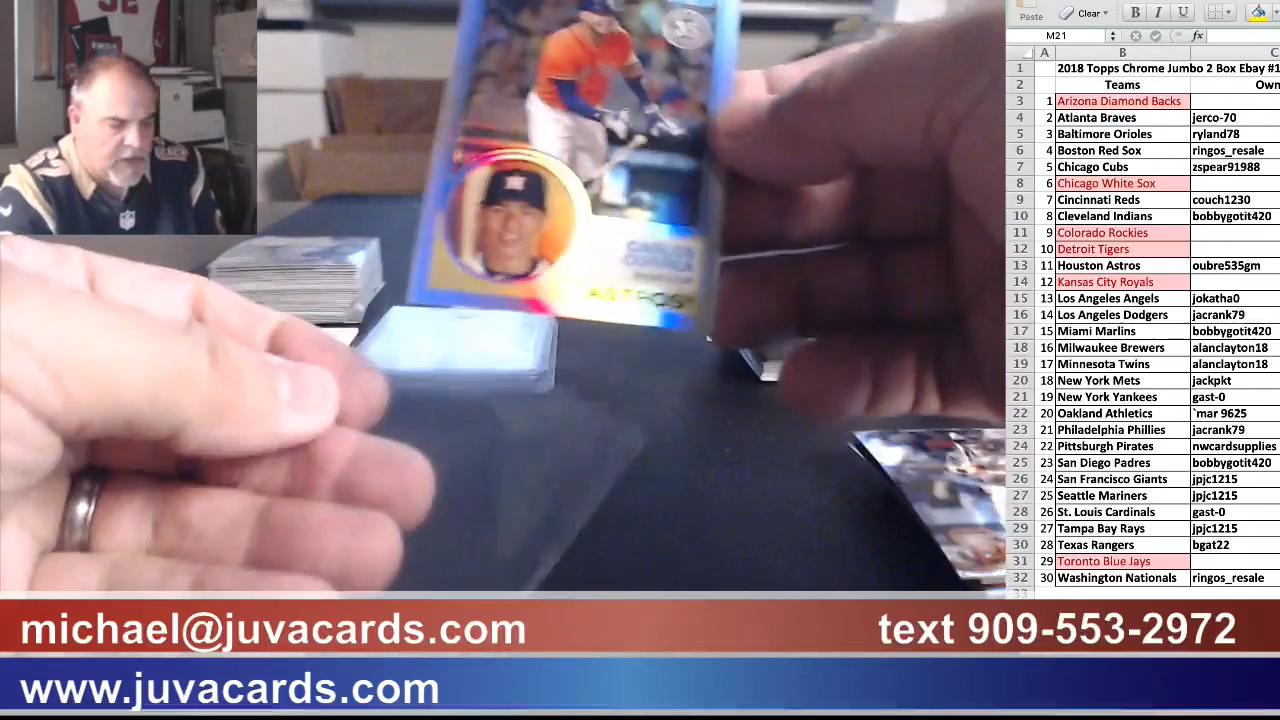 ASTROS
NFL
Paste
Clear
B I U
M21
fx
A B C
1 2018 Topps Chrome Jumbo 2 Box Ebay #1
2 Teams Own
3 1 Arizona Diamond Backs
4 2 Atlanta Braves jerco-70
5 3 Baltimore Orioles ryland78
6 4 Boston Red Sox ringos_resale
7 5 Chicago Cubs zspear91988
8 6 Chicago White Sox
9 7 Cincinnati Reds couch1230
10 8 Cleveland Indians bobbygotit420
11 9 Colorado Rockies
12 10 Detroit Tigers
13 11 Houston Astros oubre535gm
14 12 Kansas City Royals
15 13 Los Angeles Angels jokatha0
16 14 Los Angeles Dodgers jacrank79
17 15 Miami Marlins bobbygotit420
18 16 Milwaukee Brewers alanclayton18
19 17 Minnesota Twins alanclayton18
20 18 New York Mets jackpkt
21 19 New York Yankees gast-0
22 20 Oakland Athletics `mar 9625
23 21 Philadelphia Phillies jacrank79
24 22 Pittsburgh Pirates nwcardsupplies
25 23 San Diego Padres bobbygotit420
26 24 San Francisco Giants jpjc1215
27 25 Seattle Mariners jpjc1215
28 26 St. Louis Cardinals gast-0
29 27 Tampa Bay Rays jpjc1215
30 28 Texas Rangers bgat22
31 29 Toronto Blue Jays
32 30 Washington Nationals ringos_resale
33
michael@juvacards.com text 909-553-2972
www.juvacards.com